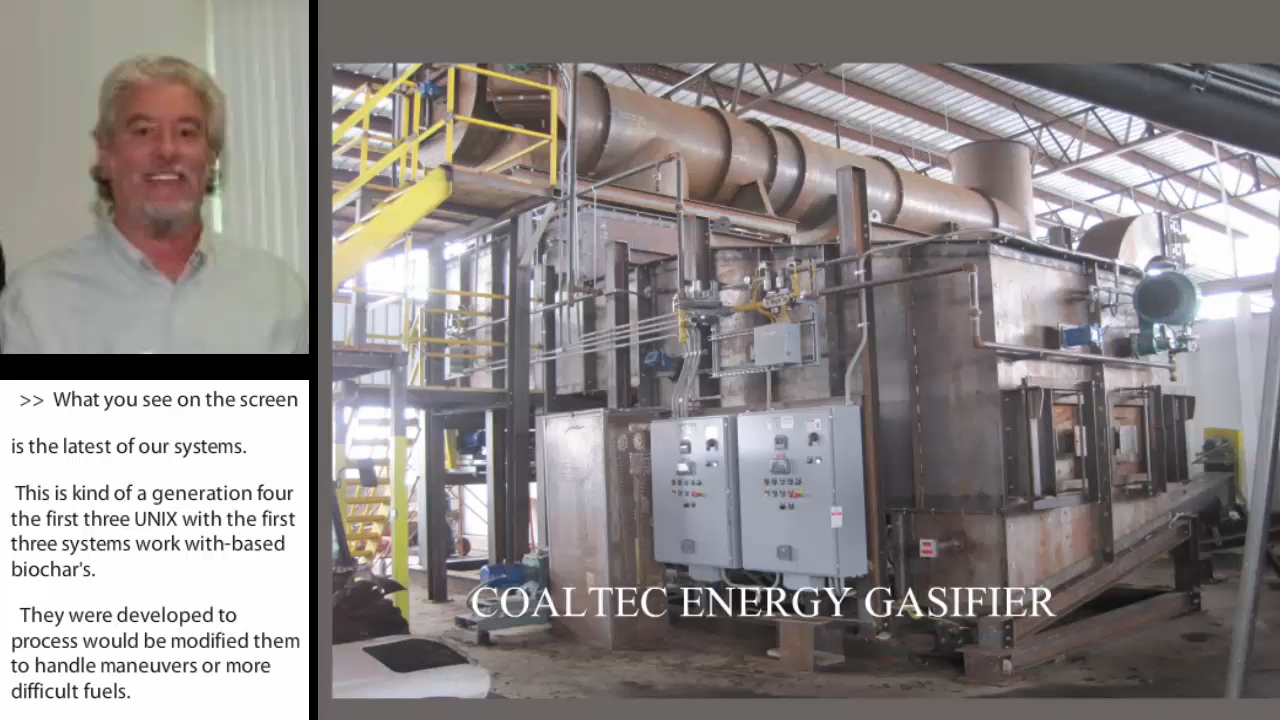 >> What you see on the screen
is the latest of our systems.
This is kind of a generation four
the first three UNIX with the first
three systems work with-based
biochar's.
They were developed to
process would be modified them
to handle maneuvers or more
difficult fuels.
COALTEC ENERGY GASIFIER